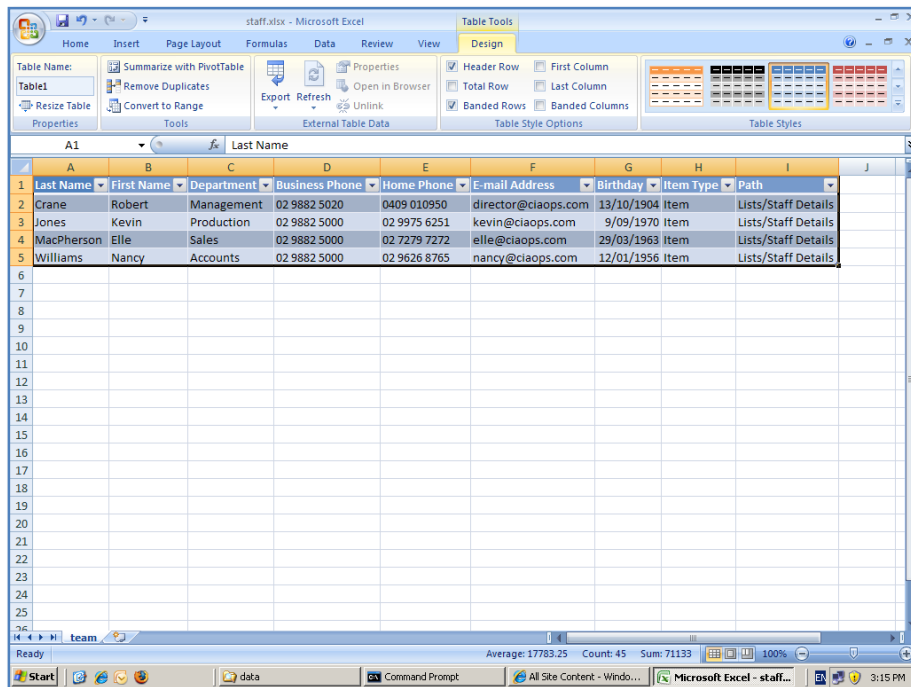 staff.xlsx - Microsoft Excel
Table Tools
Home Insert Page Layout Formulas Data Review View Design
Table Name:
Table1
Resize Table
Properties
Summarize with PivotTable
Remove Duplicates
Convert to Range
Tools
Export Refresh
Properties
Open in Browser
Unlink
External Table Data
Header Row First Column
Total Row Last Column
Banded Rows Banded Columns
Table Style Options
Table Styles
A1 fx Last Name
A B C D E F G H I J
1 Last Name First Name Department Business Phone Home Phone E-mail Address Birthday Item Type Path
2 Crane Robert Management 02 9882 5020 0409 010950 director@ciaops.com 13/10/1904 Item Lists/Staff Details
3 Jones Kevin Production 02 9882 5000 02 9975 6251 kevin@ciaops.com 9/09/1970 Item Lists/Staff Details
4 MacPherson Elle Sales 02 9882 5000 02 7279 7272 elle@ciaops.com 29/03/1963 Item Lists/Staff Details
5 Williams Nancy Accounts 02 9882 5000 02 9626 8765 nancy@ciaops.com 12/01/1956 Item Lists/Staff Details
6
7
8
9
10
11
12
13
14
15
16
17
18
19
20
21
22
23
24
25
26
team
Ready Average: 17783.25 Count: 45 Sum: 71133 100%
Start data Command Prompt All Site Content - Windo... Microsoft Excel - staff... EN 3:15 PM